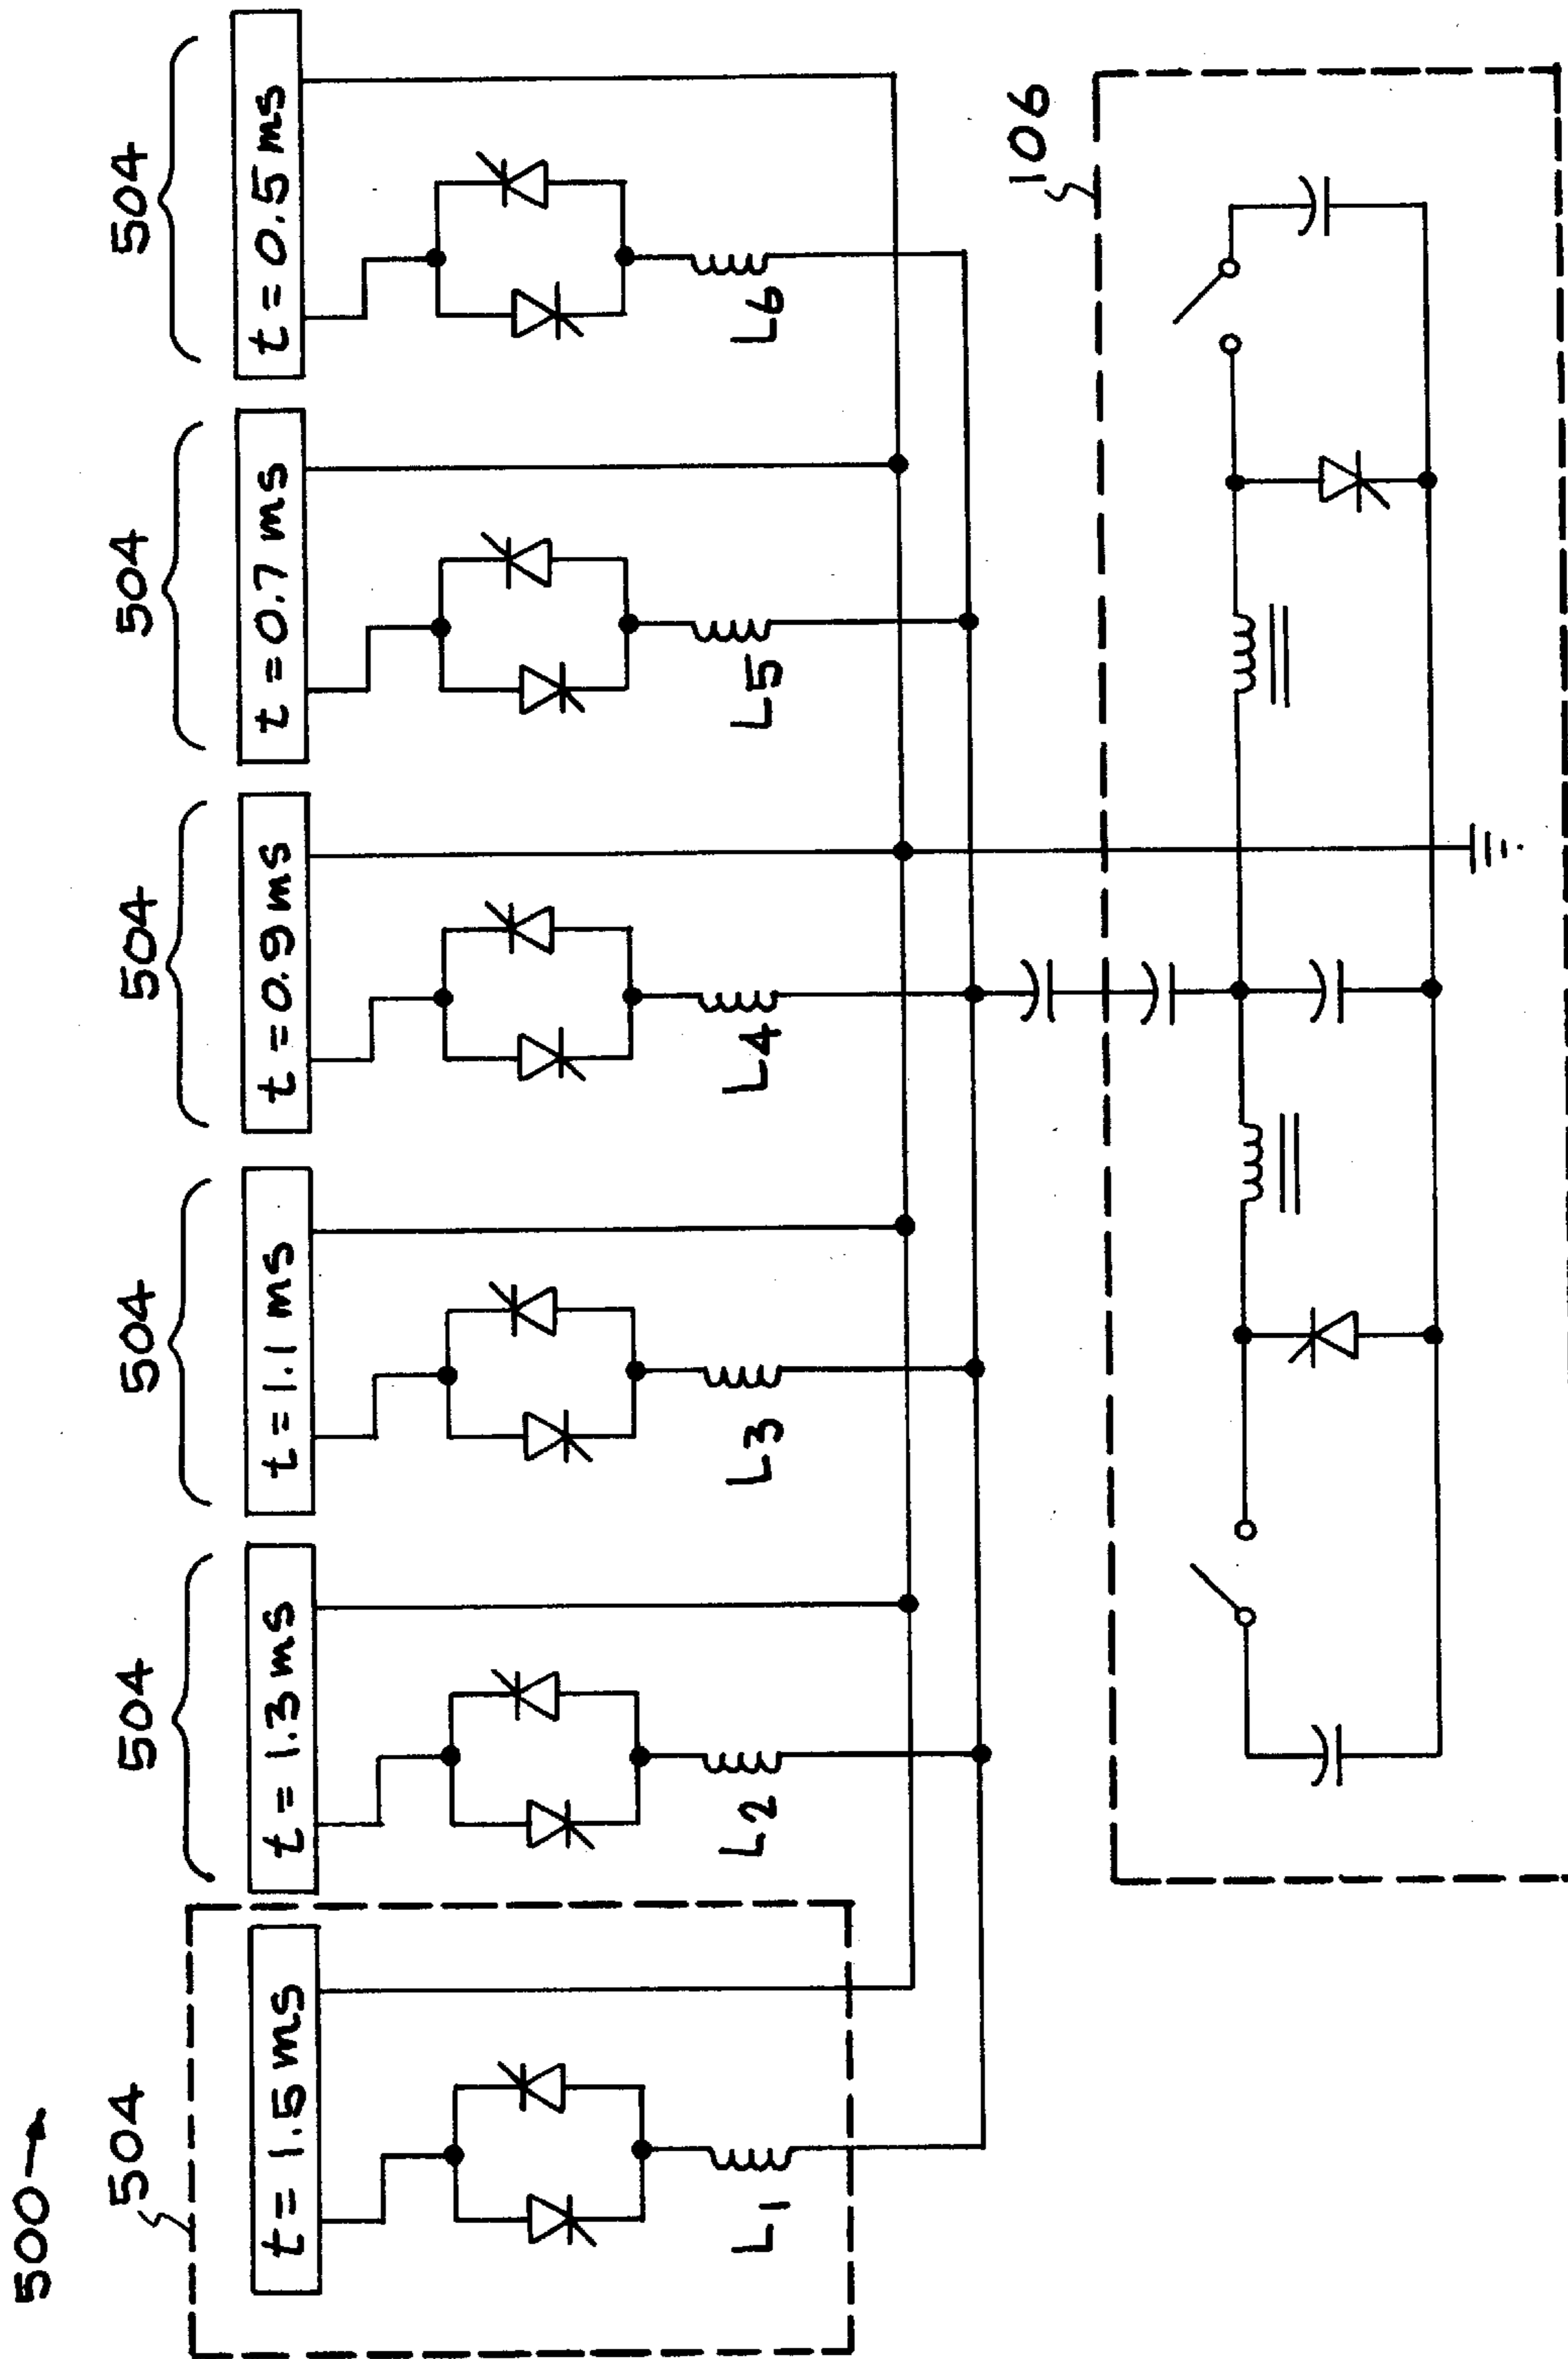 500
504
504
504
504
504
504
t = 1.5 ms
t = 1.3 ms
t = 1.1 ms
t = 0.9 ms
t = 0.7 ms
t = 0.5 ms
L1
L2
L3
L4
L5
L6
106